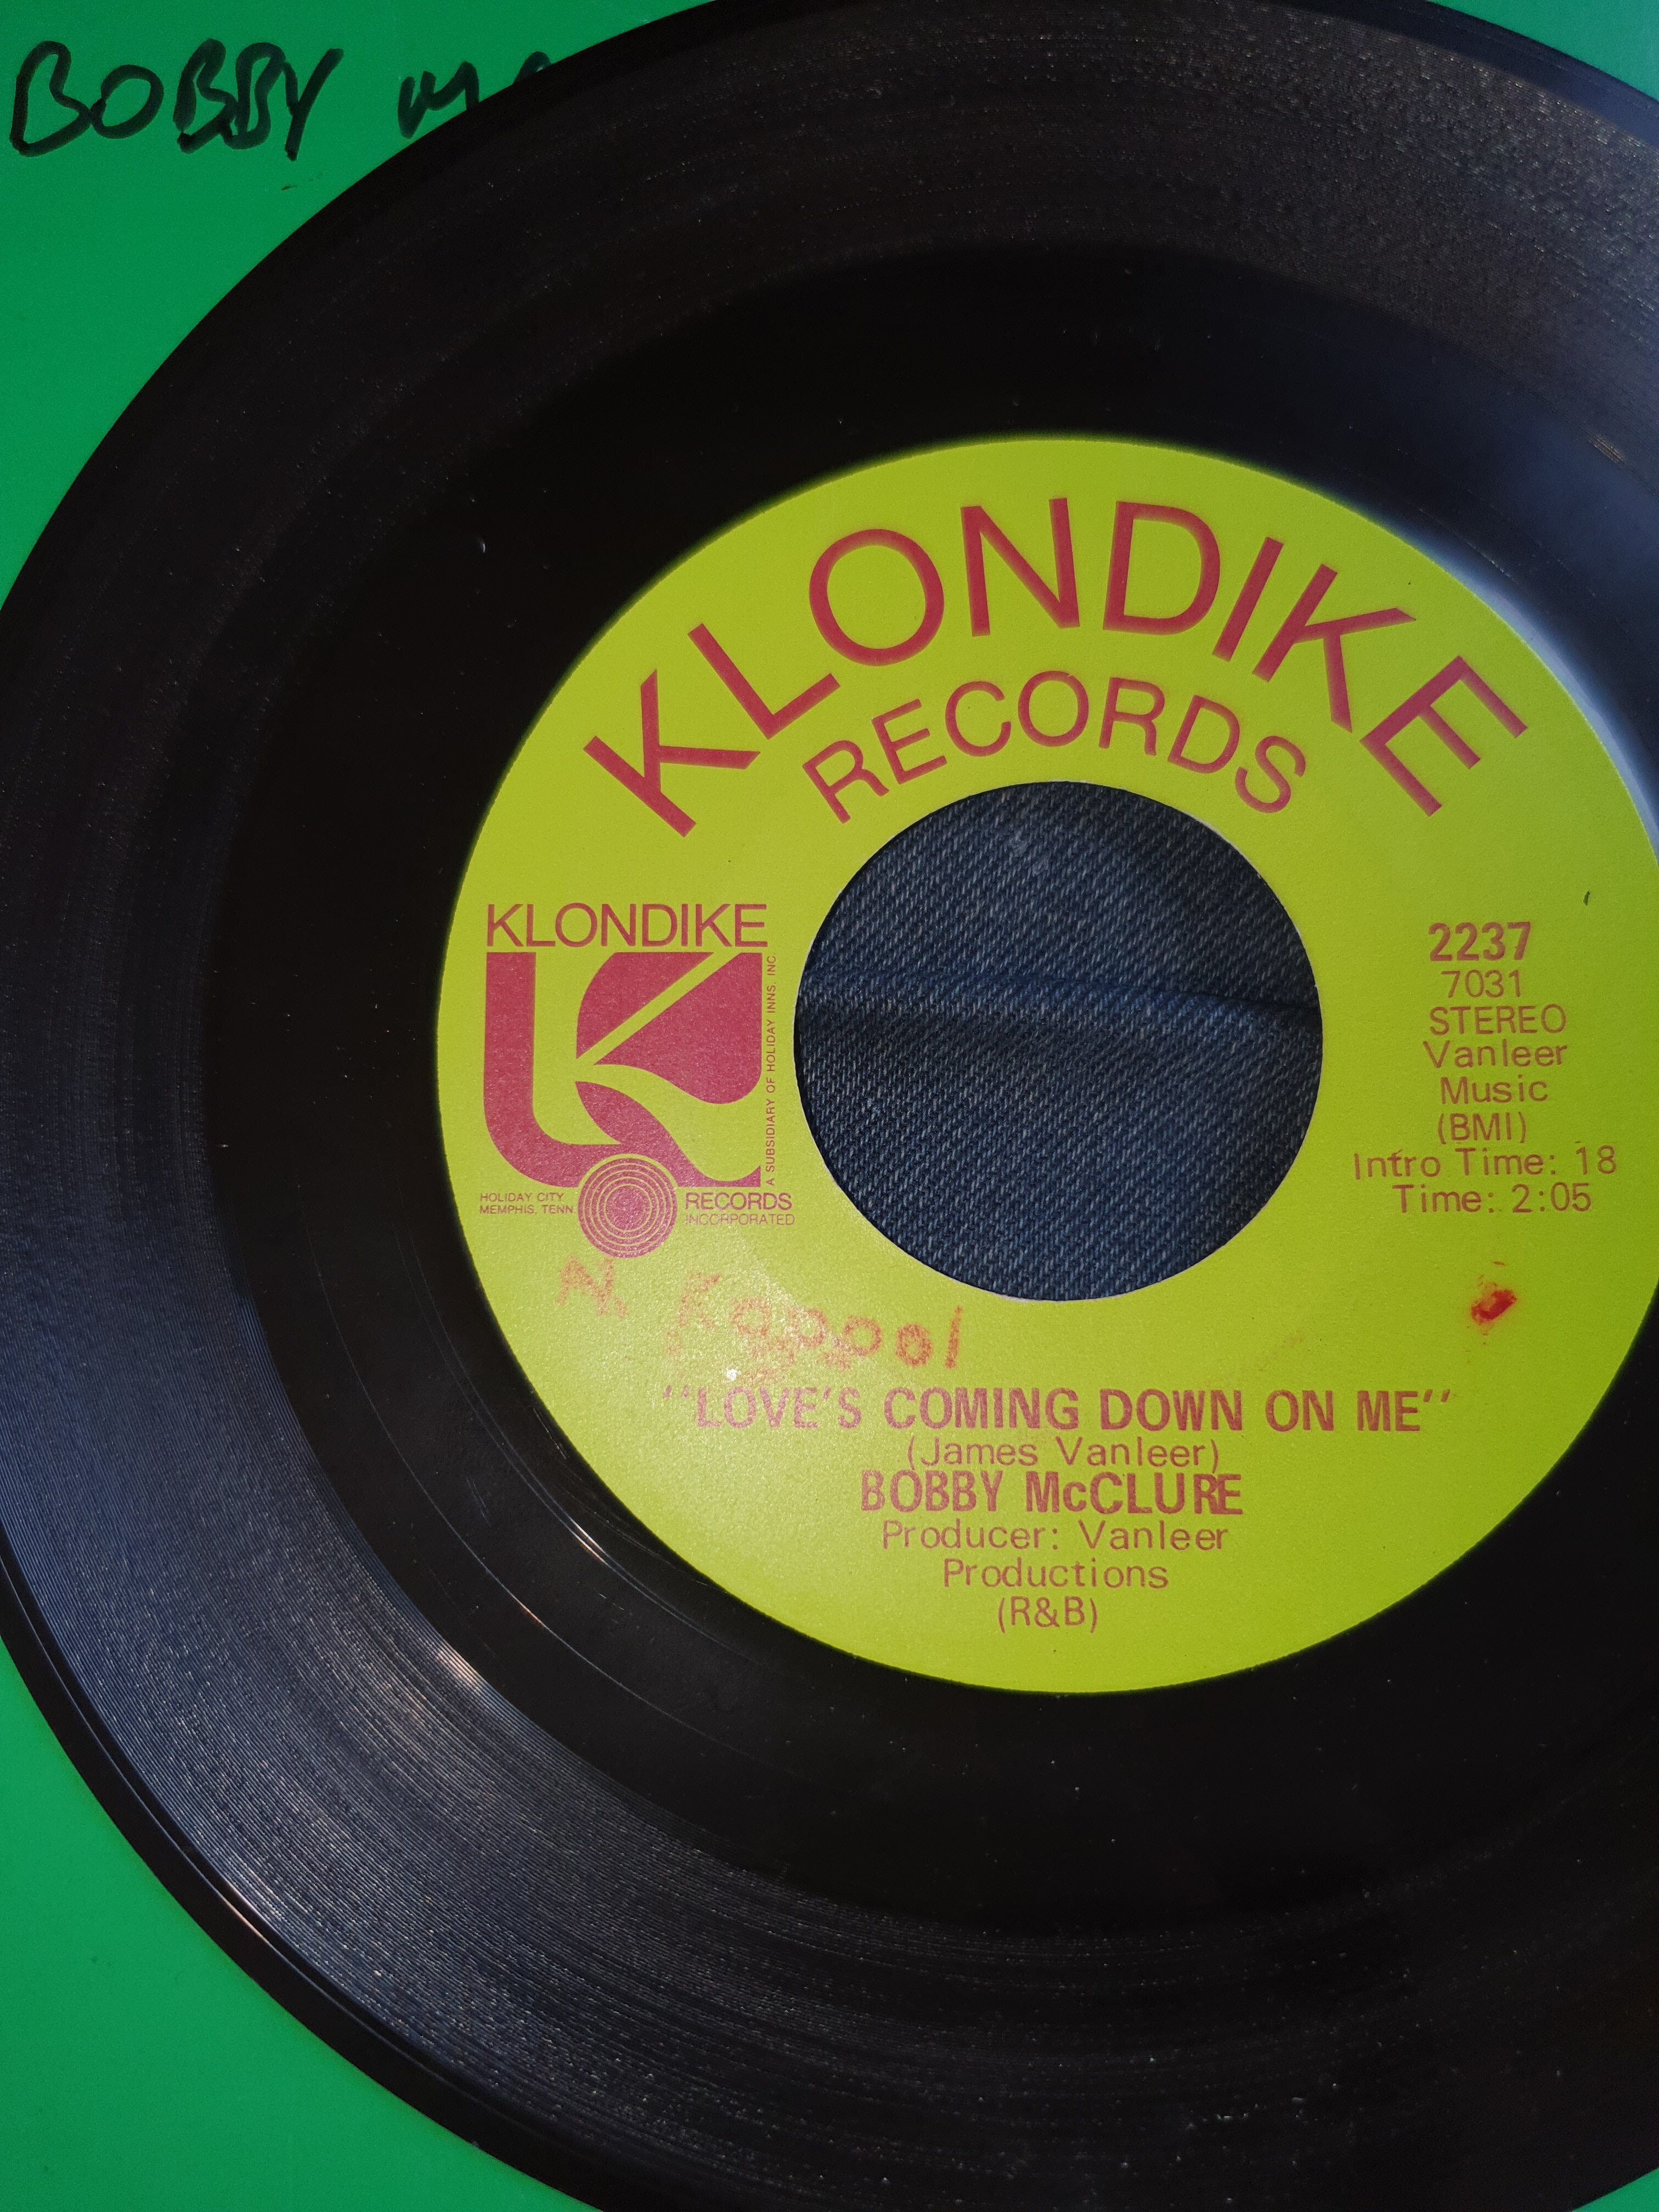 BOBBY
KLONDIKE
RECORDS
KLONDIKE
A SUBSIDIARY OF HOLIDAY INNS, INC.
HOLIDAY CITY
MEMPHIS, TENN.
RECORDS
INCORPORATED
2237
7031
STEREO
Vanleer
Music
(BMI)
Intro Time: 18
Time: 2:05
"LOVE'S COMING DOWN ON ME"
(James Vanleer)
BOBBY McCLURE
Producer: Vanleer
Productions
(R&B)